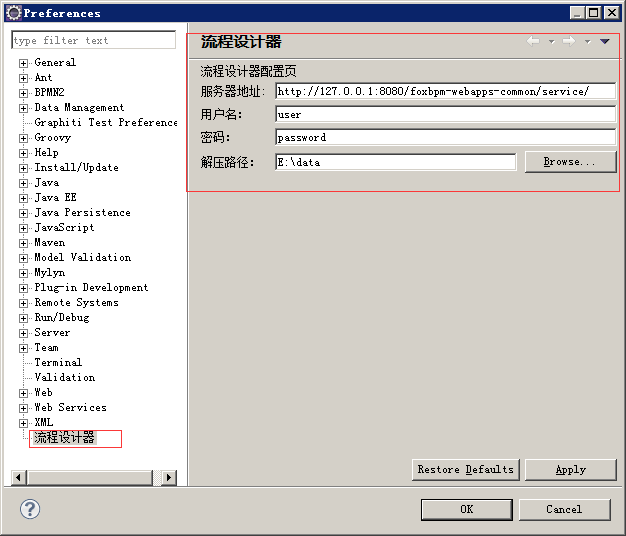 Preferences
type filter text
General
Ant
BPMN2
Data Management
Graphiti Test Preference
Groovy
Help
Install/Update
Java
Java EE
Java Persistence
JavaScript
Maven
Model Validation
Mylyn
Plug-in Development
Remote Systems
Run/Debug
Server
Team
Terminal
Validation
Web
Web Services
XML
流程设计器
流程设计器
流程设计器配置页
服务器地址: http://127.0.0.1:8080/foxbpm-webapps-common/service/
用户名: user
密码: password
解压路径: E:\data Browse...
Restore Defaults Apply
? OK Cancel